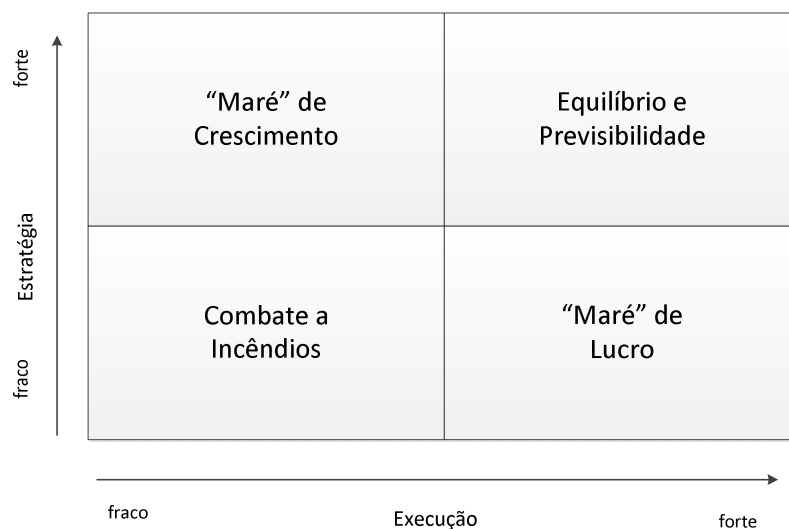 forte
Estratégia
fraco
“Maré” de
Crescimento
Equilíbrio e
Previsibilidade
Combate a
Incêndios
“Maré” de
Lucro
fraco
Execução
forte